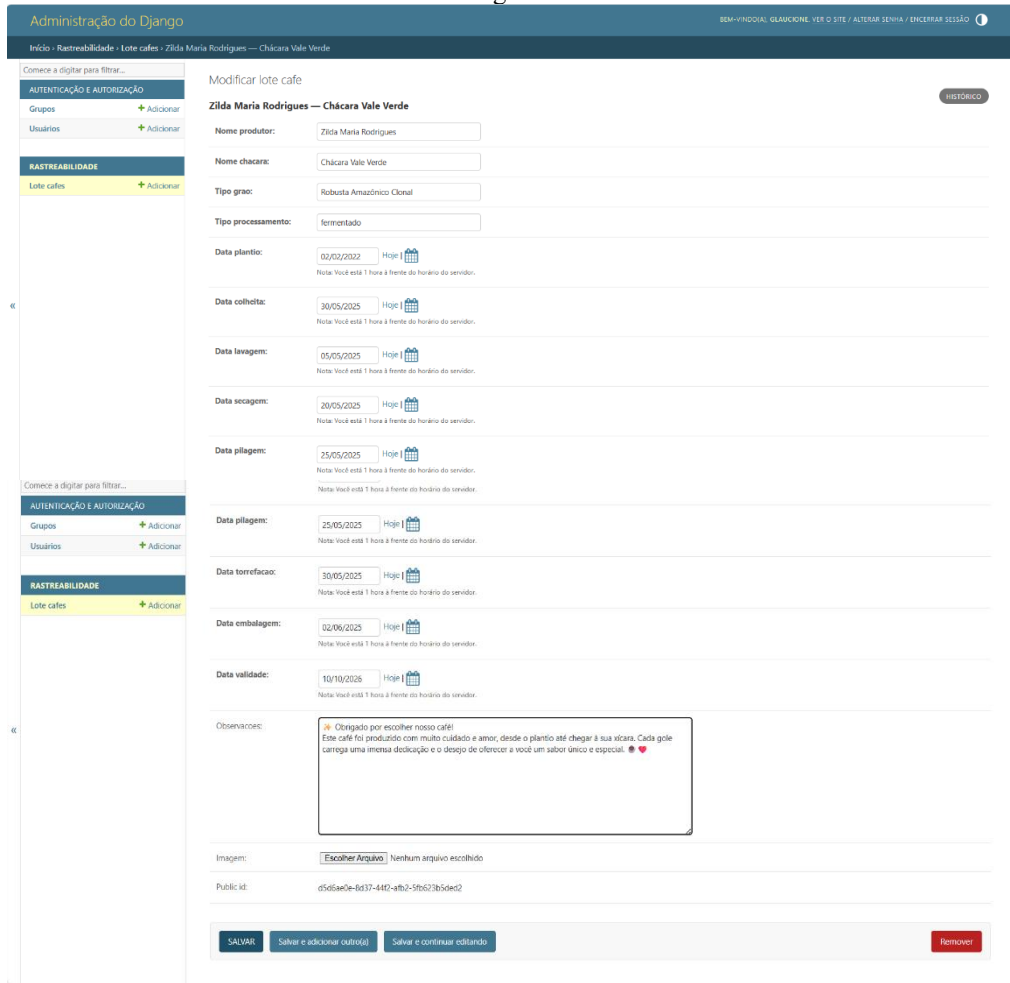 Administração do Django
BEM-VINDO(A), GLAUCIONE. VER O SITE / ALTERAR SENHA / ENCERRAR SESSÃO
Início › Rastreabilidade › Lote cafes › Zilda Maria Rodrigues — Chácara Vale Verde
Comece a digitar para filtrar...
AUTENTICAÇÃO E AUTORIZAÇÃO
Grupos + Adicionar
Usuários + Adicionar
RASTREABILIDADE
Lote cafes + Adicionar
«
Modificar lote cafe
HISTÓRICO
Zilda Maria Rodrigues — Chácara Vale Verde
Nome produtor: Zilda Maria Rodrigues
Nome chacara: Chácara Vale Verde
Tipo grao: Robusta Amazônico Clonal
Tipo processamento: fermentado
Data plantio: 02/02/2022 Hoje |
Nota: Você está 1 hora à frente do horário do servidor.
Data colheita: 30/05/2025 Hoje |
Nota: Você está 1 hora à frente do horário do servidor.
Data lavagem: 05/05/2025 Hoje |
Nota: Você está 1 hora à frente do horário do servidor.
Data secagem: 20/05/2025 Hoje |
Nota: Você está 1 hora à frente do horário do servidor.
Data pilagem: 25/05/2025 Hoje |
Nota: Você está 1 hora à frente do horário do servidor.
Nota: Você está 1 hora à frente do horário do servidor.
Comece a digitar para filtrar...
AUTENTICAÇÃO E AUTORIZAÇÃO
Grupos + Adicionar
Usuários + Adicionar
RASTREABILIDADE
Lote cafes + Adicionar
«
Data pilagem: 25/05/2025 Hoje |
Nota: Você está 1 hora à frente do horário do servidor.
Data torrefacao: 30/05/2025 Hoje |
Nota: Você está 1 hora à frente do horário do servidor.
Data embalagem: 02/06/2025 Hoje |
Nota: Você está 1 hora à frente do horário do servidor.
Data validade: 10/10/2026 Hoje |
Nota: Você está 1 hora à frente do horário do servidor.
Observacoes: ✨ Obrigado por escolher nosso café!
Este café foi produzido com muito cuidado e amor, desde o plantio até chegar à sua xícara. Cada gole
carrega uma imensa dedicação e o desejo de oferecer a você um sabor único e especial.
Imagem: Escolher Arquivo Nenhum arquivo escolhido
Public id: d5d6ae0e-8d37-44f2-afb2-5fb623b5ded2
SALVAR Salvar e adicionar outro(a) Salvar e continuar editando Remover